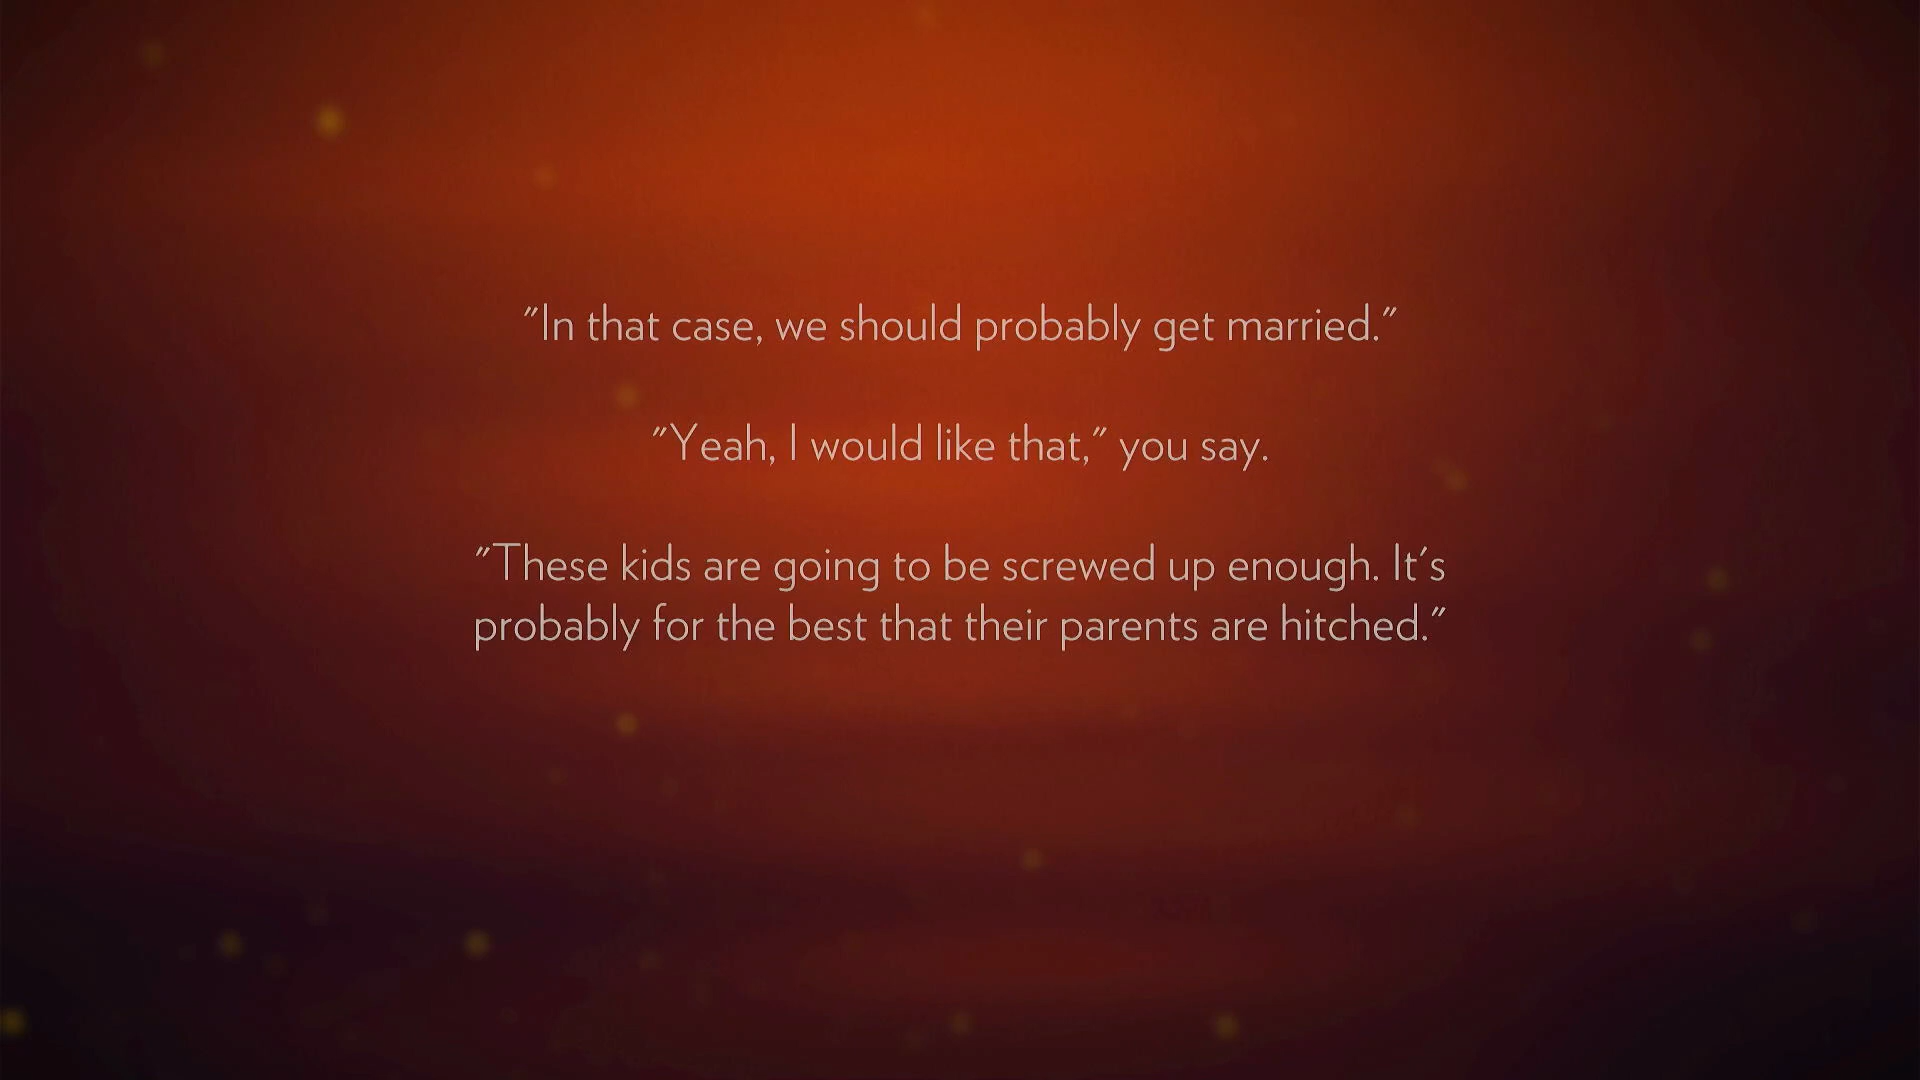 "In that case, we should probably get married."
"Yeah, I would like that," you say.
"These kids are going to be screwed up enough. It's
probably for the best that their parents are hitched."